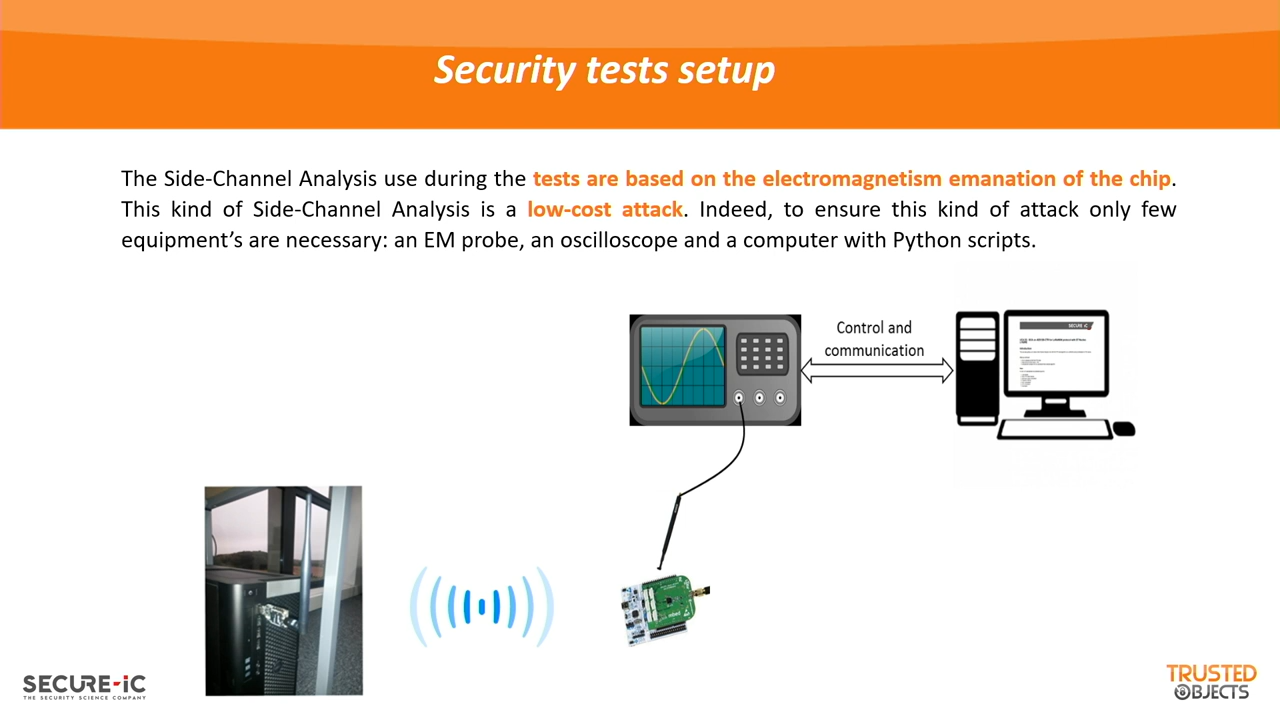 Security tests setup
The Side-Channel Analysis use during the tests are based on the electromagnetism emanation of the chip.
This kind of Side-Channel Analysis is a low-cost attack. Indeed, to ensure this kind of attack only few
equipment's are necessary: an EM probe, an oscilloscope and a computer with Python scripts.
Control and
communication
SECURE-IC
SECURE-IC
THE SECURITY SCIENCE COMPANY
TRUSTED
OBJECTS